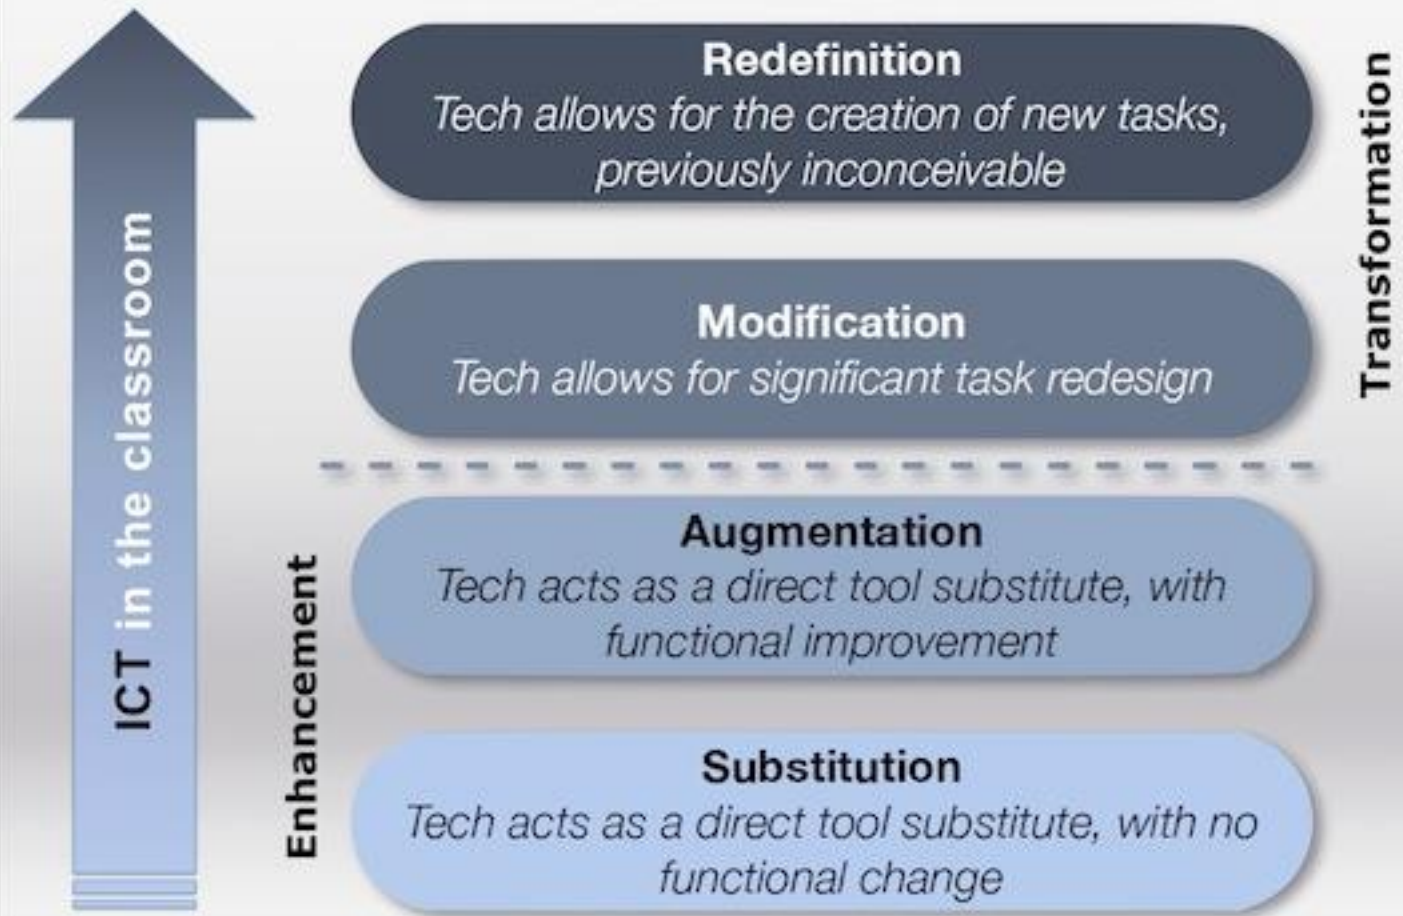 Redefinition
Tech allows for the creation of new tasks,
previously inconceivable
Modification
Tech allows for significant task redesign
Augmentation
Tech acts as a direct tool substitute, with
functional improvement
Substitution
Tech acts as a direct tool substitute, with no
functional change
ICT in the classroom
Enhancement
Transformation